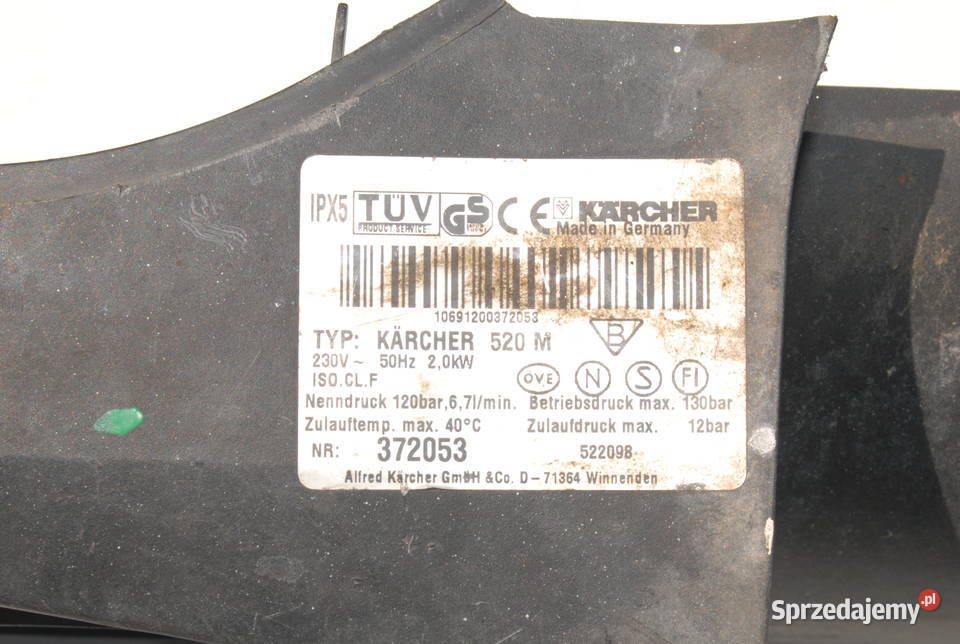 IPX5 TÜV PRODUCT SERVICE GS CE KÄRCHER
Made in Germany
10691200372053
TYP: KÄRCHER 520 M B
230V ~ 50Hz 2,0kW
ISO.CL.F OVE N S FI
Nenndruck 120bar,6,7l/min. Betriebsdruck max. 130bar
Zulauftemp. max. 40°C Zulaufdruck max. 12bar
NR: 372053 522098
Alfred Kärcher GmbH &Co. D-71364 Winnenden
Sprzedajemy.pl